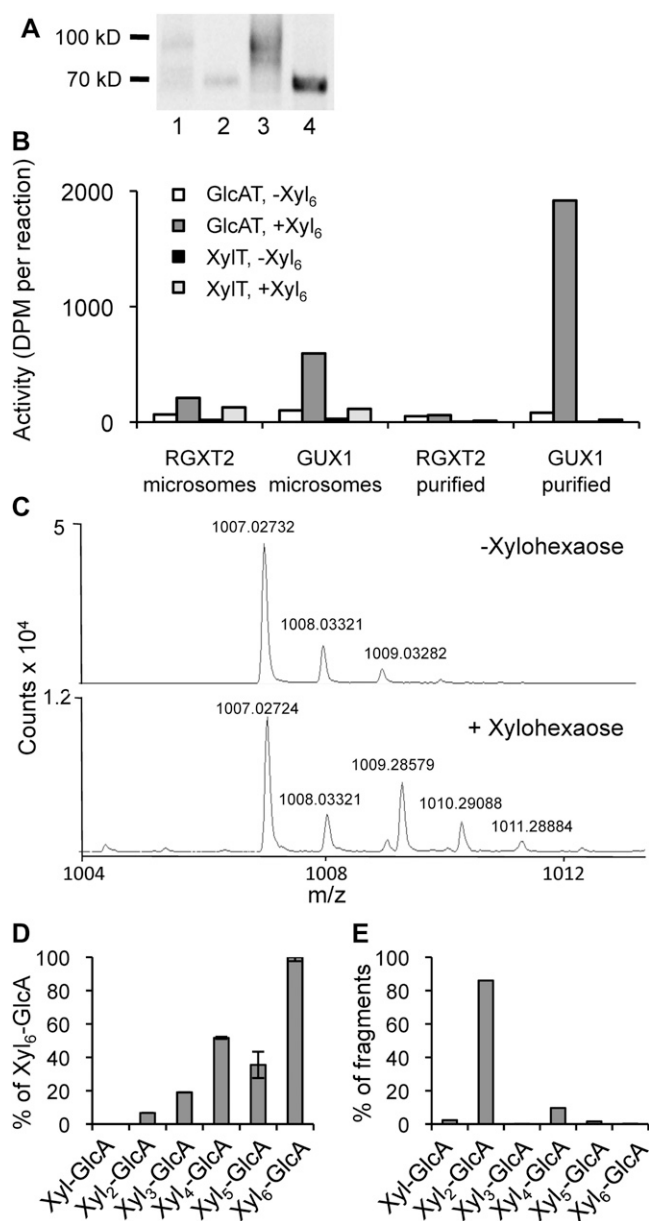 A
100 kD
70 kD
1 2 3 4
B
GlcAT, -Xyl₆
GlcAT, +Xyl₆
XylT, -Xyl₆
XylT, +Xyl₆
2000
1000
0
Activity (DPM per reaction)
RGXT2 microsomes
GUX1 microsomes
RGXT2 purified
GUX1 purified
C
5
1007.02732
-Xylohexaose
1008.03321
1009.03282
Counts x 10⁴
1.2
1007.02724
+ Xylohexaose
1009.28579
1008.03321
1010.29088
1011.28884
1004 1008 1012
m/z
D
100
80
60
40
20
0
% of Xyl₆-GlcA
Xyl-GlcA
Xyl₂-GlcA
Xyl₃-GlcA
Xyl₄-GlcA
Xyl₅-GlcA
Xyl₆-GlcA
E
100
80
60
40
20
0
% of fragments
Xyl-GlcA
Xyl₂-GlcA
Xyl₃-GlcA
Xyl₄-GlcA
Xyl₅-GlcA
Xyl₆-GlcA